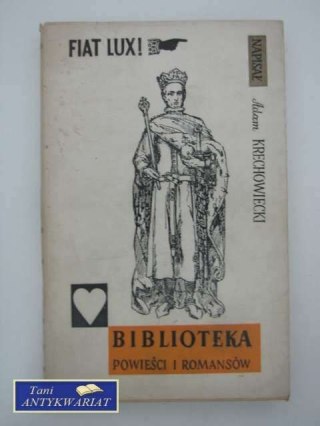 FIAT LUX!
NAPISAŁ
Adam KRECHOWIECKI
BIBLIOTEKA
POWIEŚCI I ROMANSÓW
Tani
ANTYKWARIAT